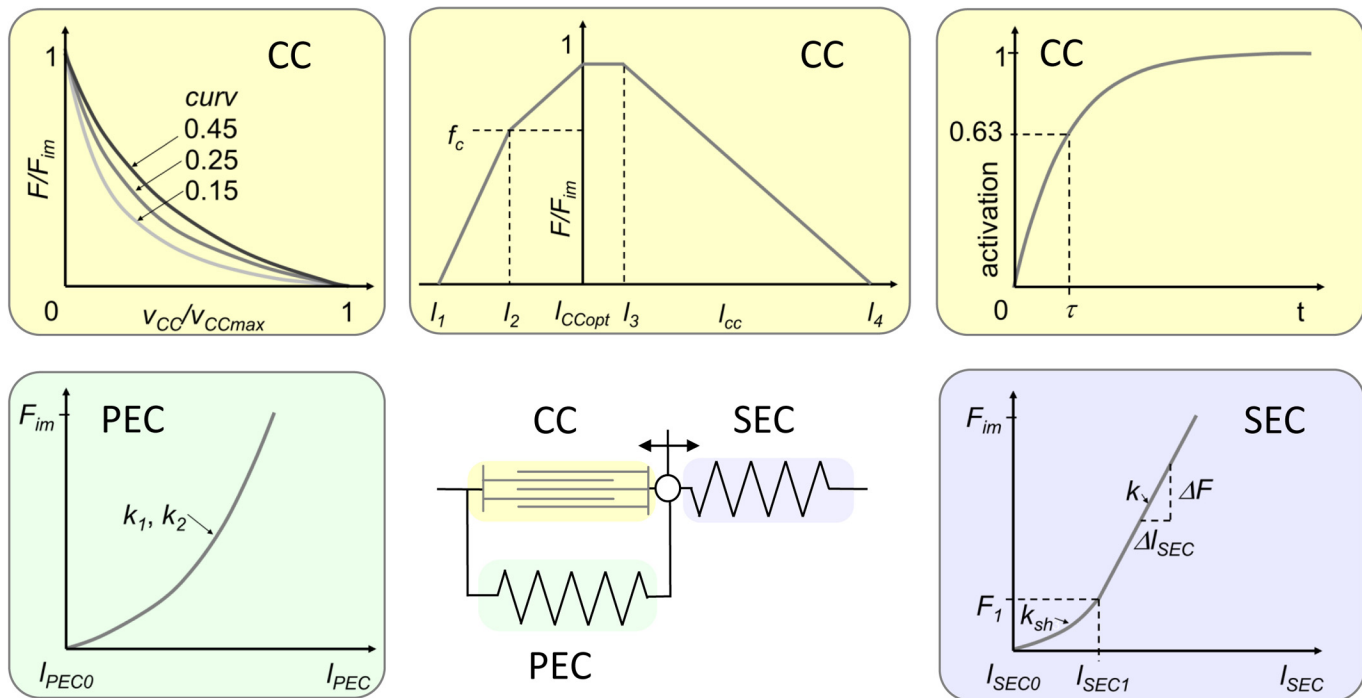 CC
1
curv
0.45
0.25
0.15
F/F_im
0
v_CC/v_CCmax
1
CC
1
f_c
F/F_im
l_1
l_2
l_CCopt
l_3
l_cc
l_4
CC
1
0.63
activation
0
τ
t
PEC
F_im
k_1, k_2
l_PEC0
l_PEC
CC
SEC
PEC
SEC
F_im
k
ΔF
Δl_SEC
F_1
k_sh
l_SEC0
l_SEC1
l_SEC